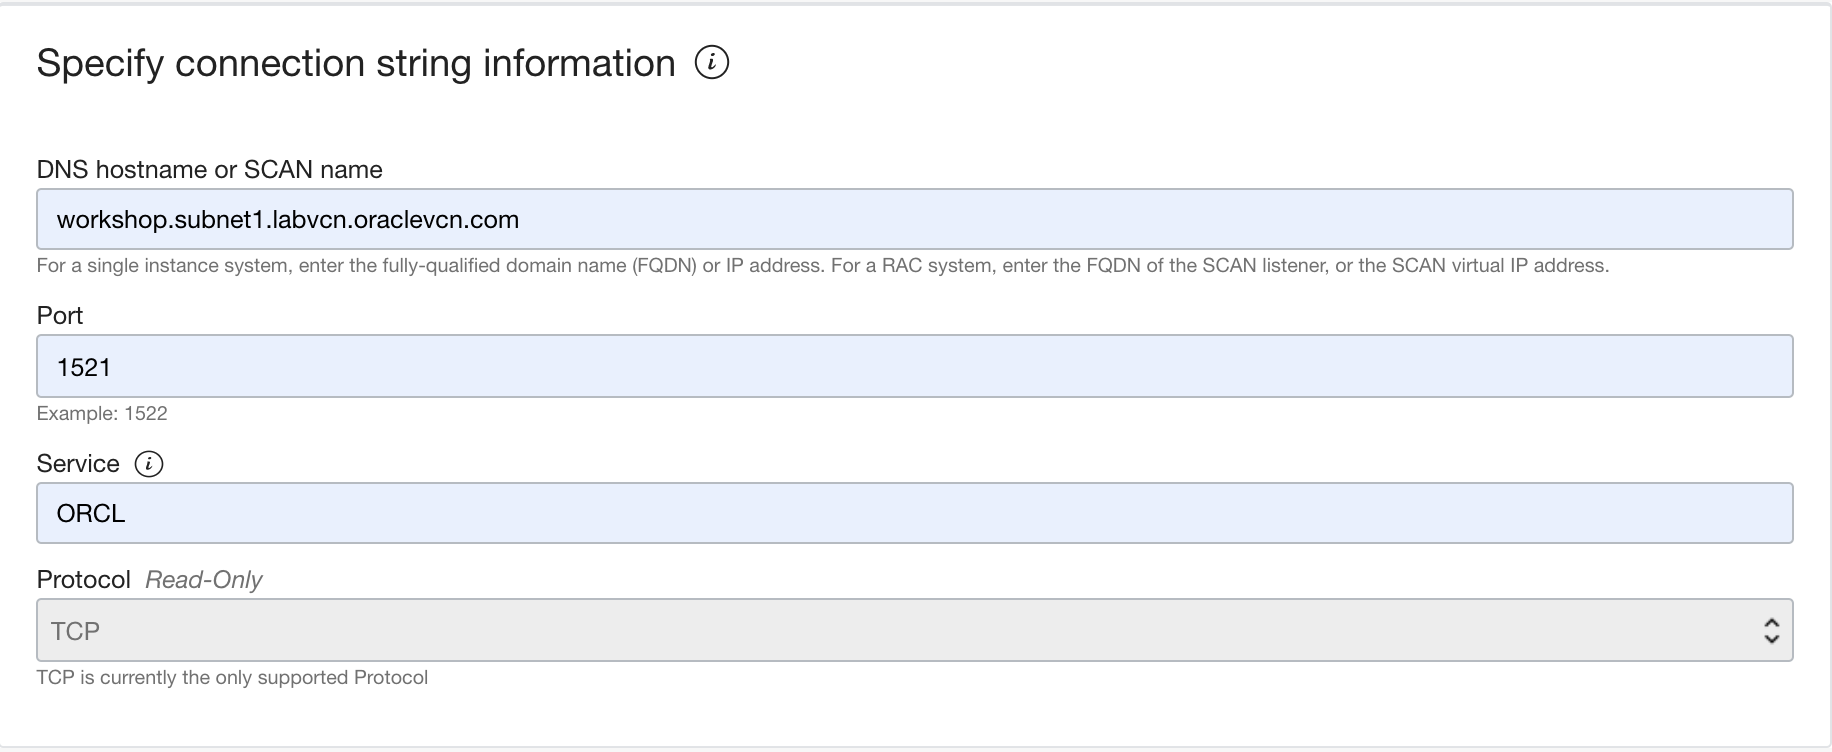 Specify connection string information i
DNS hostname or SCAN name
workshop.subnet1.labvcn.oraclevcn.com
For a single instance system, enter the fully-qualified domain name (FQDN) or IP address. For a RAC system, enter the FQDN of the SCAN listener, or the SCAN virtual IP address.
Port
1521
Example: 1522
Service i
ORCL
Protocol Read-Only
TCP
TCP is currently the only supported Protocol